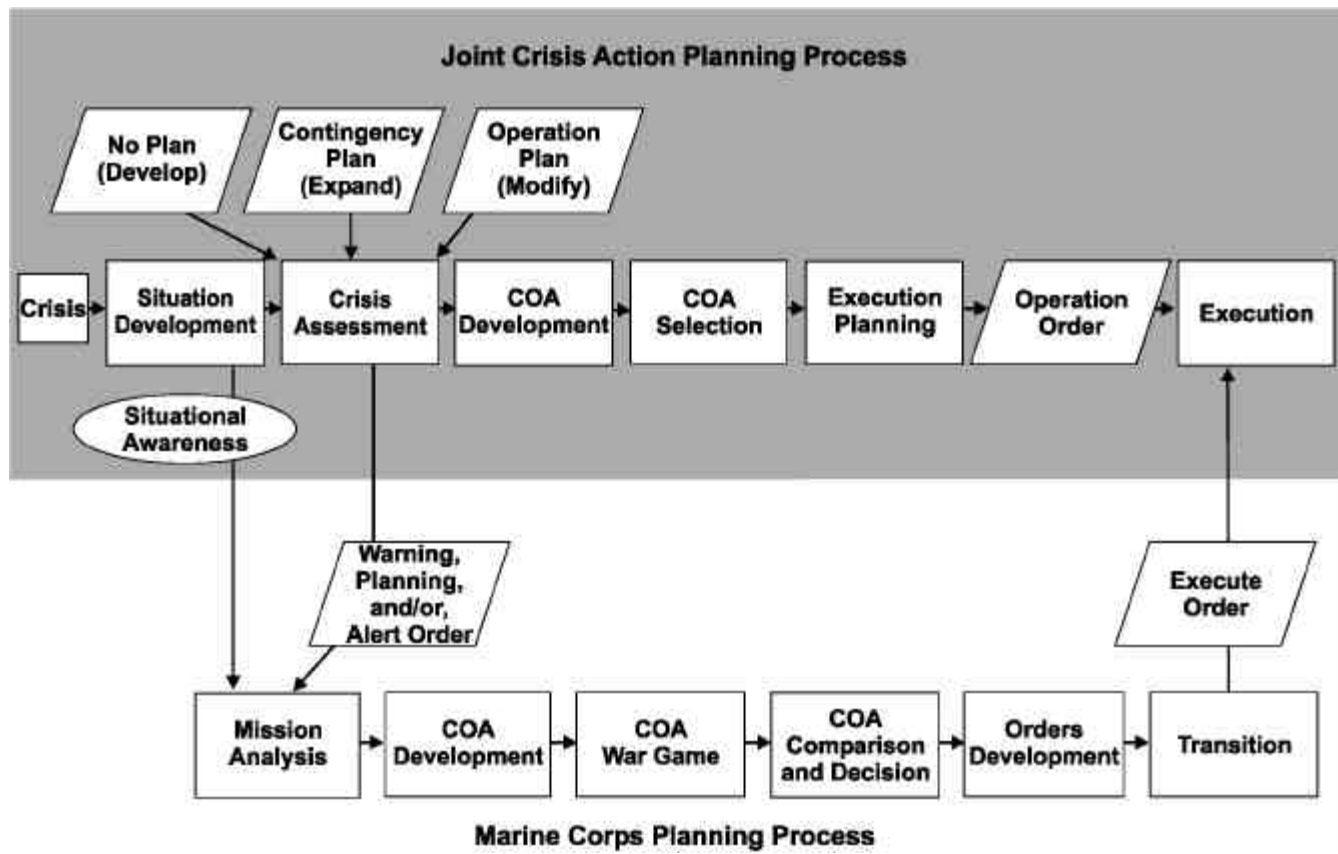 Joint Crisis Action Planning Process
No Plan
(Develop)
Contingency
Plan
(Expand)
Operation
Plan
(Modify)
Crisis
Situation
Development
Crisis
Assessment
COA
Development
COA
Selection
Execution
Planning
Operation
Order
Execution
Situational
Awareness
Warning,
Planning,
and/or,
Alert Order
Execute
Order
Mission
Analysis
COA
Development
COA
War Game
COA
Comparison
and Decision
Orders
Development
Transition
Marine Corps Planning Process